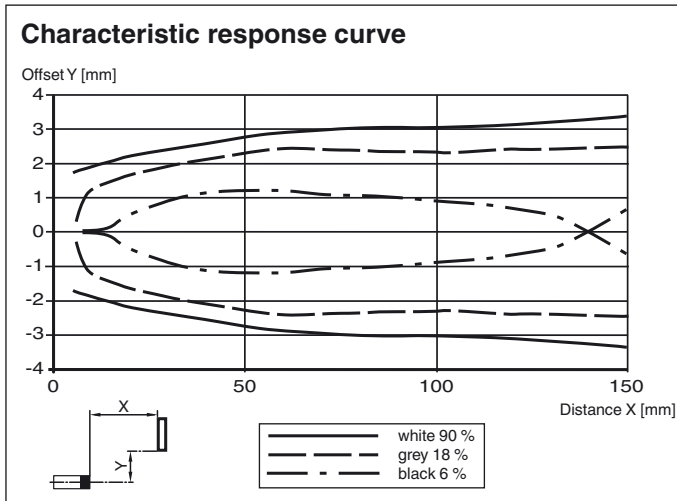 Characteristic response curve
Offset Y [mm]
4
3
2
1
0
-1
-2
-3
-4
0 50 100 150
Distance X [mm]
X
Y
white 90 %
grey 18 %
black 6 %